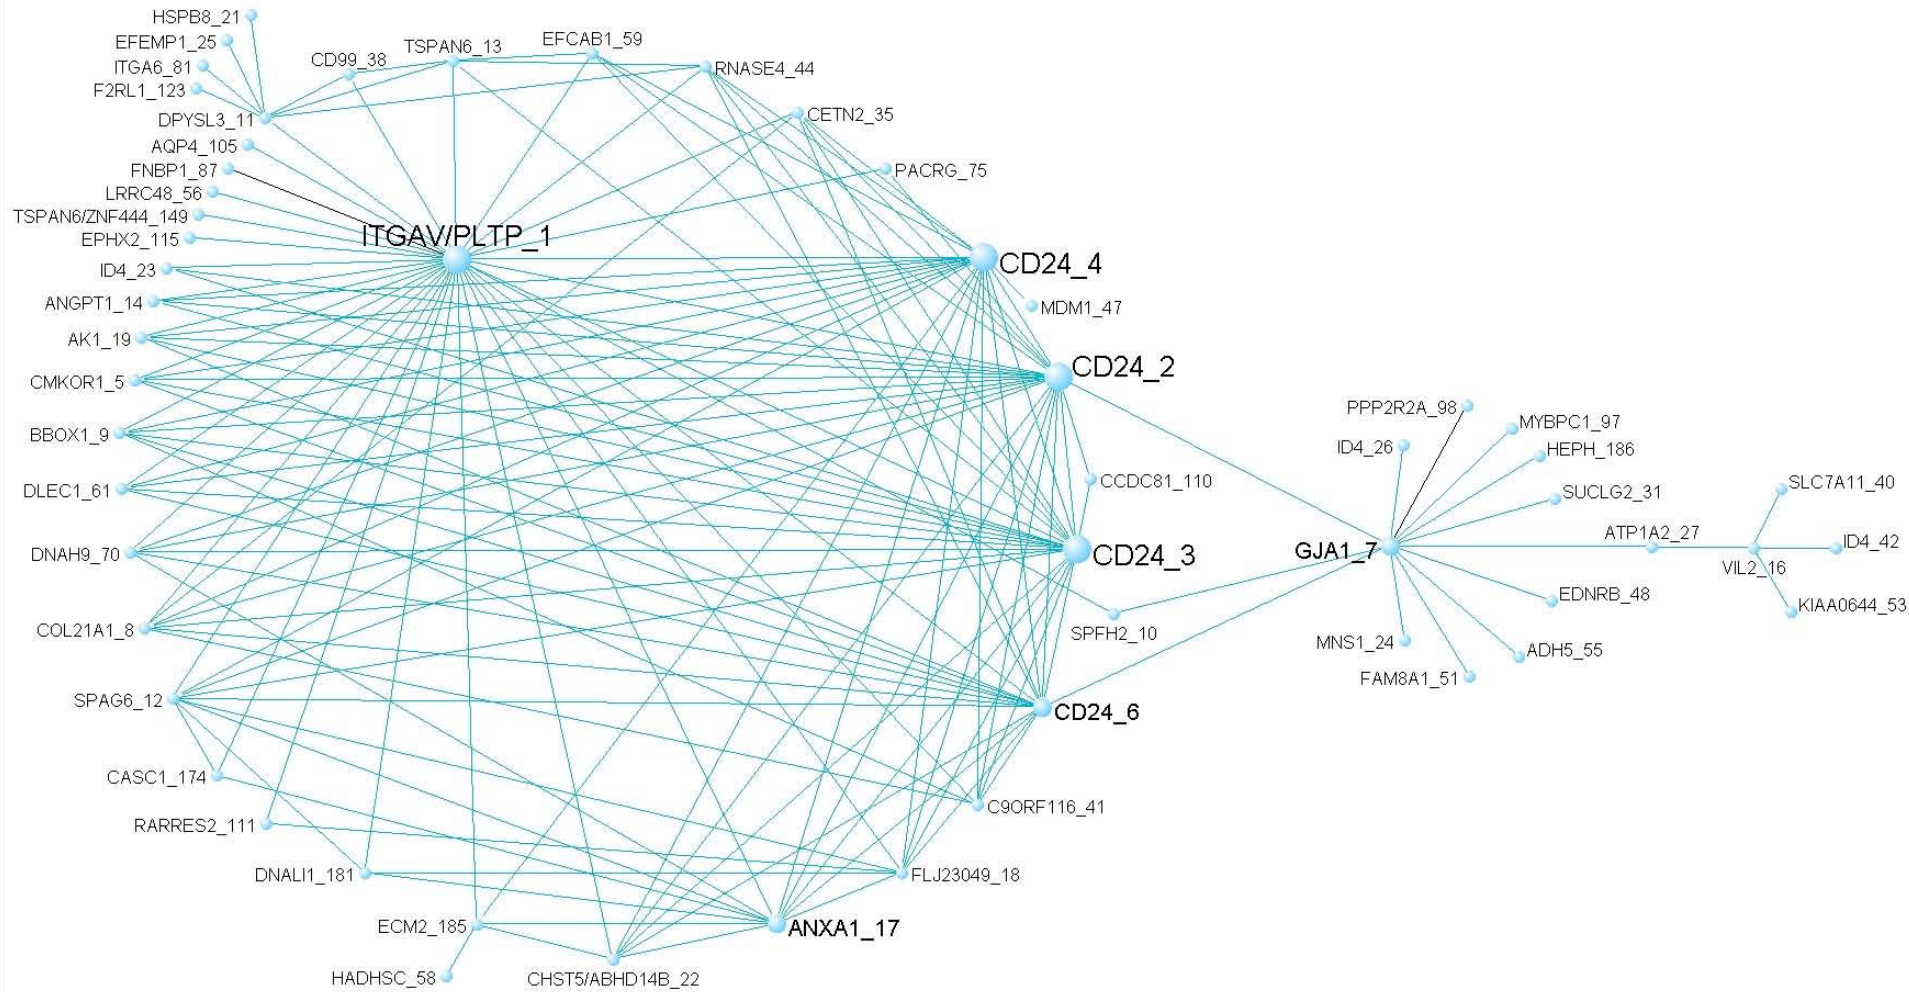 HSPB8_21
EFEMP1_25
ITGA6_81
F2RL1_123
DPYSL3_11
CD99_38
TSPAN6_13
EFCAB1_59
RNASE4_44
CETN2_35
PACRG_75
AQP4_105
FNBP1_87
LRRC48_56
TSPAN6/ZNF444_149
EPHX2_115
ITGAV/PLTP_1
ID4_23
CD24_4
ANGPT1_14
MDM1_47
AK1_19
CD24_2
CMKOR1_5
PPP2R2A_98
MYBPC1_97
BBOX1_9
ID4_26
HEPH_186
CCDC81_110
SLC7A11_40
DLEC1_61
SUCLG2_31
ATP1A2_27
ID4_42
DNAH9_70
CD24_3
GJA1_7
VIL2_16
EDNRB_48
KIAA0644_53
COL21A1_8
SPFH2_10
MNS1_24
ADH5_55
FAM8A1_51
SPAG6_12
CD24_6
CASC1_174
C9ORF116_41
RARRES2_111
DNALI1_181
FLJ23049_18
ECM2_185
ANXA1_17
HADHSC_58
CHST5/ABHD14B_22